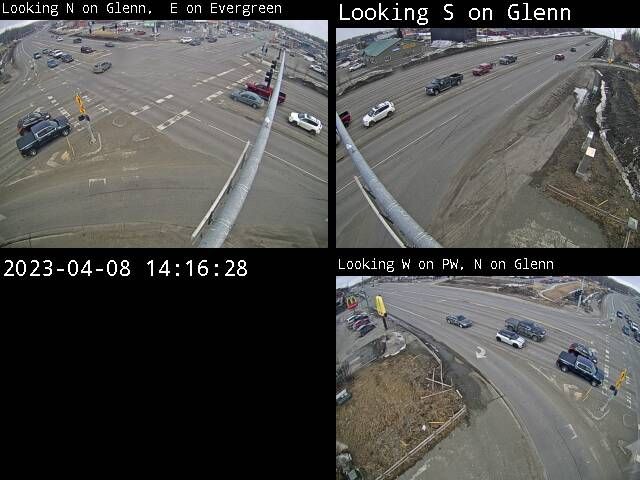 Looking N on Glenn,  E on Evergreen
Looking S on Glenn
2023-04-08 14:16:28
Looking W on PW, N on Glenn